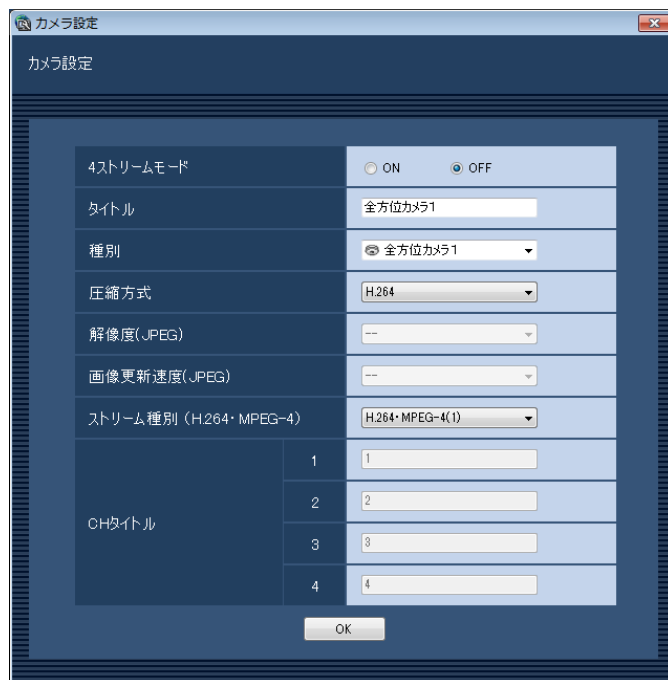 カメラ設定
カメラ設定
4ストリームモード ON OFF
タイトル 全方位カメラ1
種別 全方位カメラ1
圧縮方式 H.264
解像度(JPEG) --
画像更新速度(JPEG) --
ストリーム種別（H.264・MPEG-4） H.264・MPEG-4(1)
CHタイトル
1 1
2 2
3 3
4 4
OK